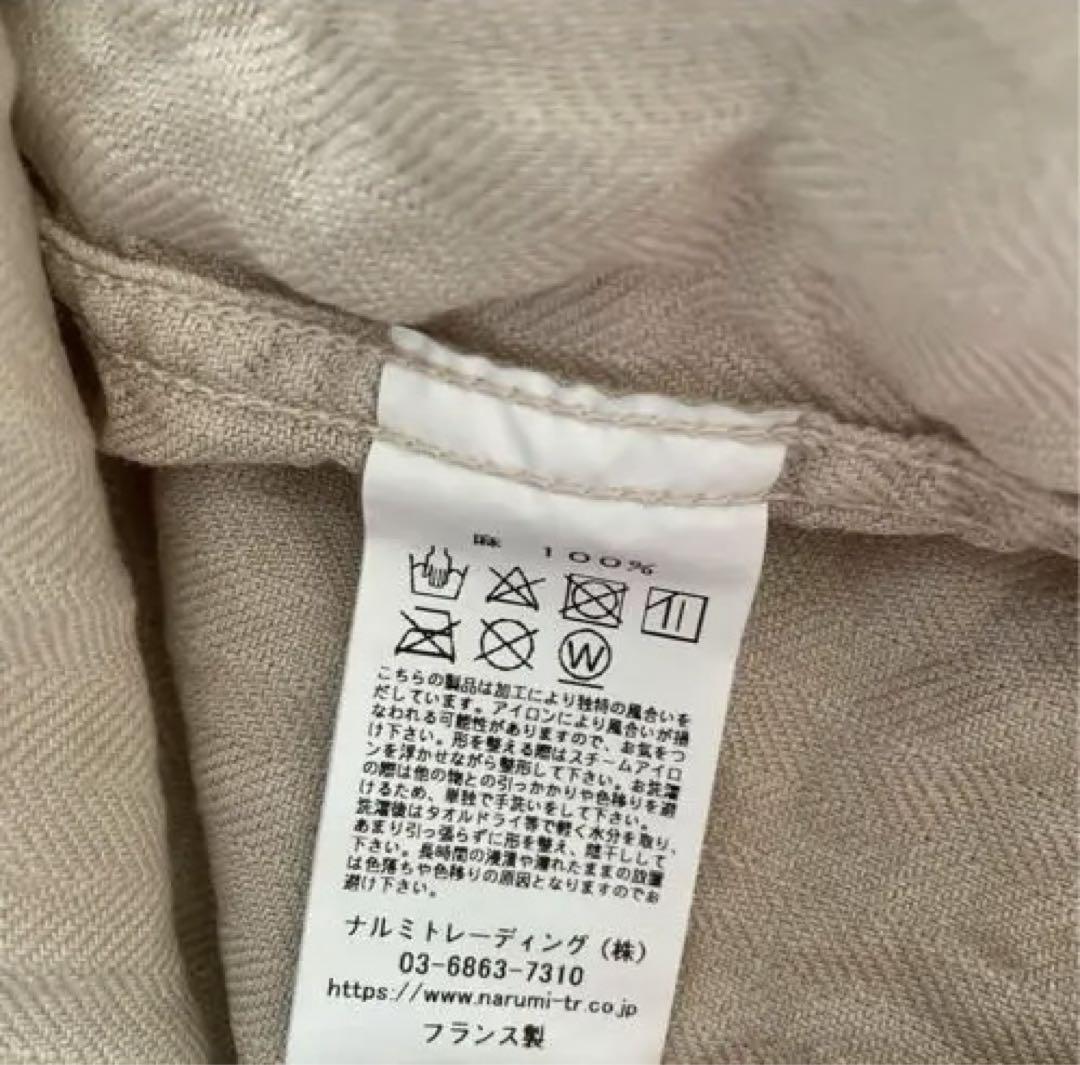 麻 100%
W
こちらの製品は加工により独特の風合いを
だしています。アイロンにより風合いが損
なわれる可能性がありますので、お気をつ
け下さい。形を整える際はスチームアイロ
ンを浮かせながら整形して下さい。お洗濯
の際は他の物との引っかかりや色移りを避
けるため、単独で手洗いをして下さい。
洗濯後はタオルドライ等で軽く水分を取り、
あまり引っ張らずに形を整え、陰干しして
下さい。長時間の浸漬や濡れたままの放置
は色落ちや色移りの原因となりますのでお
避け下さい。
ナルミトレーディング(株)
03-6863-7310
https://www.narumi-tr.co.jp
フランス製